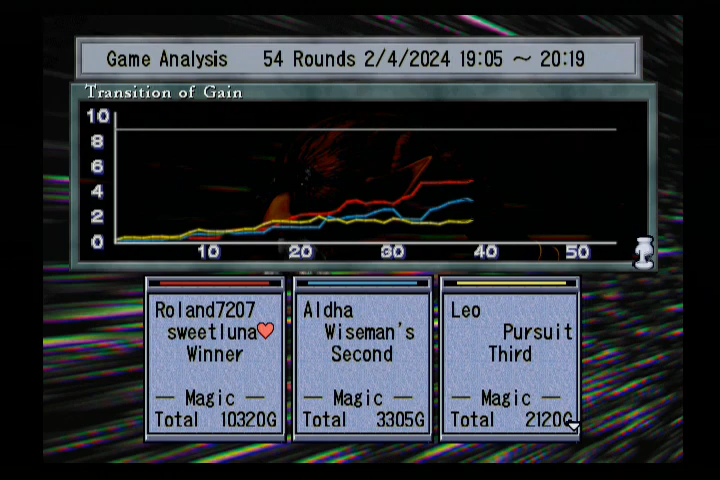 Game Analysis 54 Rounds 2/4/2024 19:05 ~ 20:19
Transition of Gain
10
8
6
4
2
0
10 20 30 40 50
Roland7207
sweetluna♥
Winner
— Magic —
Total 10320G
Aldha
Wiseman's
Second
— Magic —
Total 3305G
Leo
Pursuit
Third
— Magic —
Total 2120G